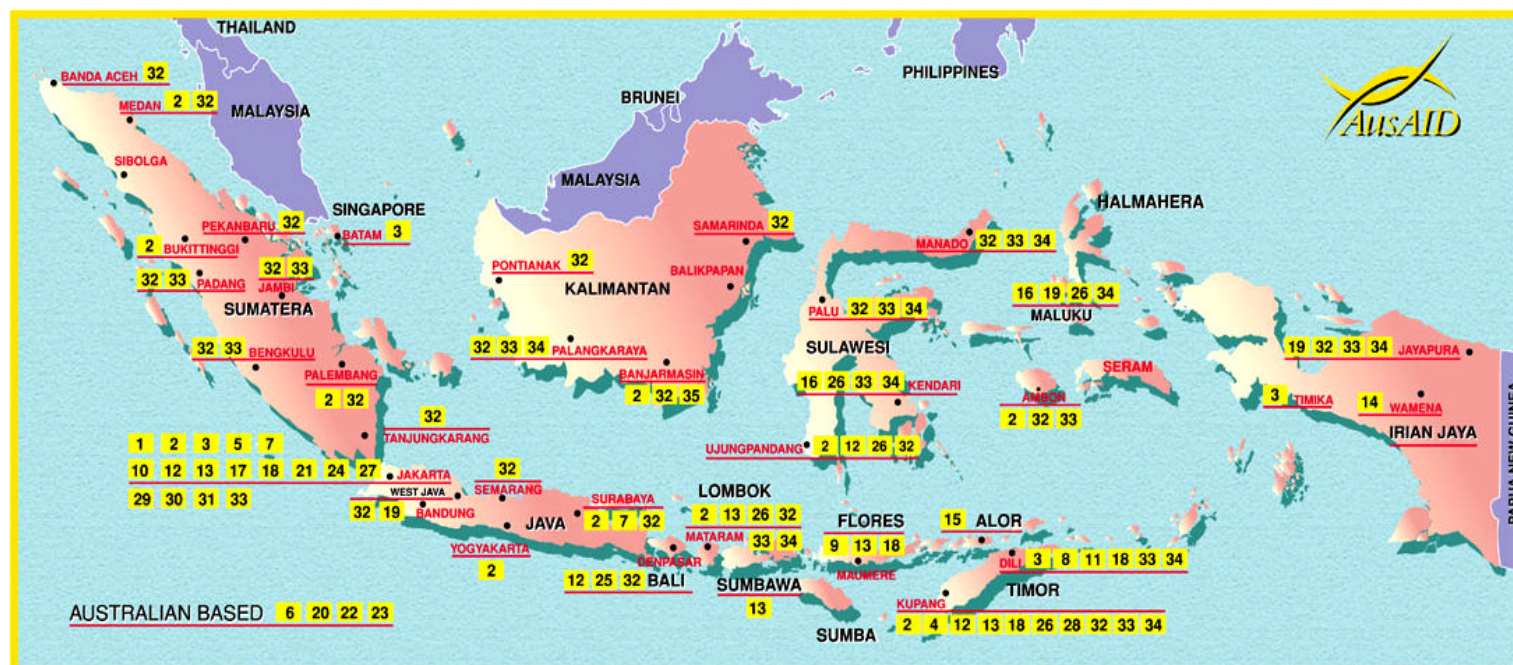 THAILAND
BANDA ACEH 32
MEDAN 2 32
MALAYSIA
SIBOLGA
PHILIPPINES
BRUNEI
MALAYSIA
AusAID
SINGAPORE
BATAM 3
PEKANBARU 32
2
BUKITTINGGI
32 33
PADANG
32 33
JAMBI
SUMATERA
32 33 BENGKULU
PALEMBANG
2 32
32
TANJUNGKARANG
PONTIANAK 32
KALIMANTAN
SAMARINDA 32
BALIKPAPAN
32 33 34 PALANGKARAYA
BANJARMASIN
2 32 35
MANADO 32 33 34
HALMAHERA
PALU 32 33 34
SULAWESI
16 19 26 34
MALUKU
16 26 33 34 KENDARI
UJUNGPANDANG 2 12 26 32
SERAM
AMBON
2 32 33
19 32 33 34 JAYAPURA
3 TIMIKA
14 WAMENA
IRIAN JAYA
PAPUA NEW GUINEA
1 2 3 5 7
10 12 13 17 18 21 24 27 JAKARTA
29 30 31 33
WEST JAVA
32 19 BANDUNG
32
SEMARANG
JAVA
SURABAYA
2 7 32
YOGYAKARTA
2
LOMBOK
2 13 26 32
MATARAM 33 34
DENPASAR
12 25 32 BALI
SUMBAWA
13
FLORES
9 13 18
MAUMERE
SUMBA
15 ALOR
DILI 3 8 11 18 33 34
TIMOR
KUPANG
2 4 12 13 18 26 28 32 33 34
AUSTRALIAN BASED 6 20 22 23